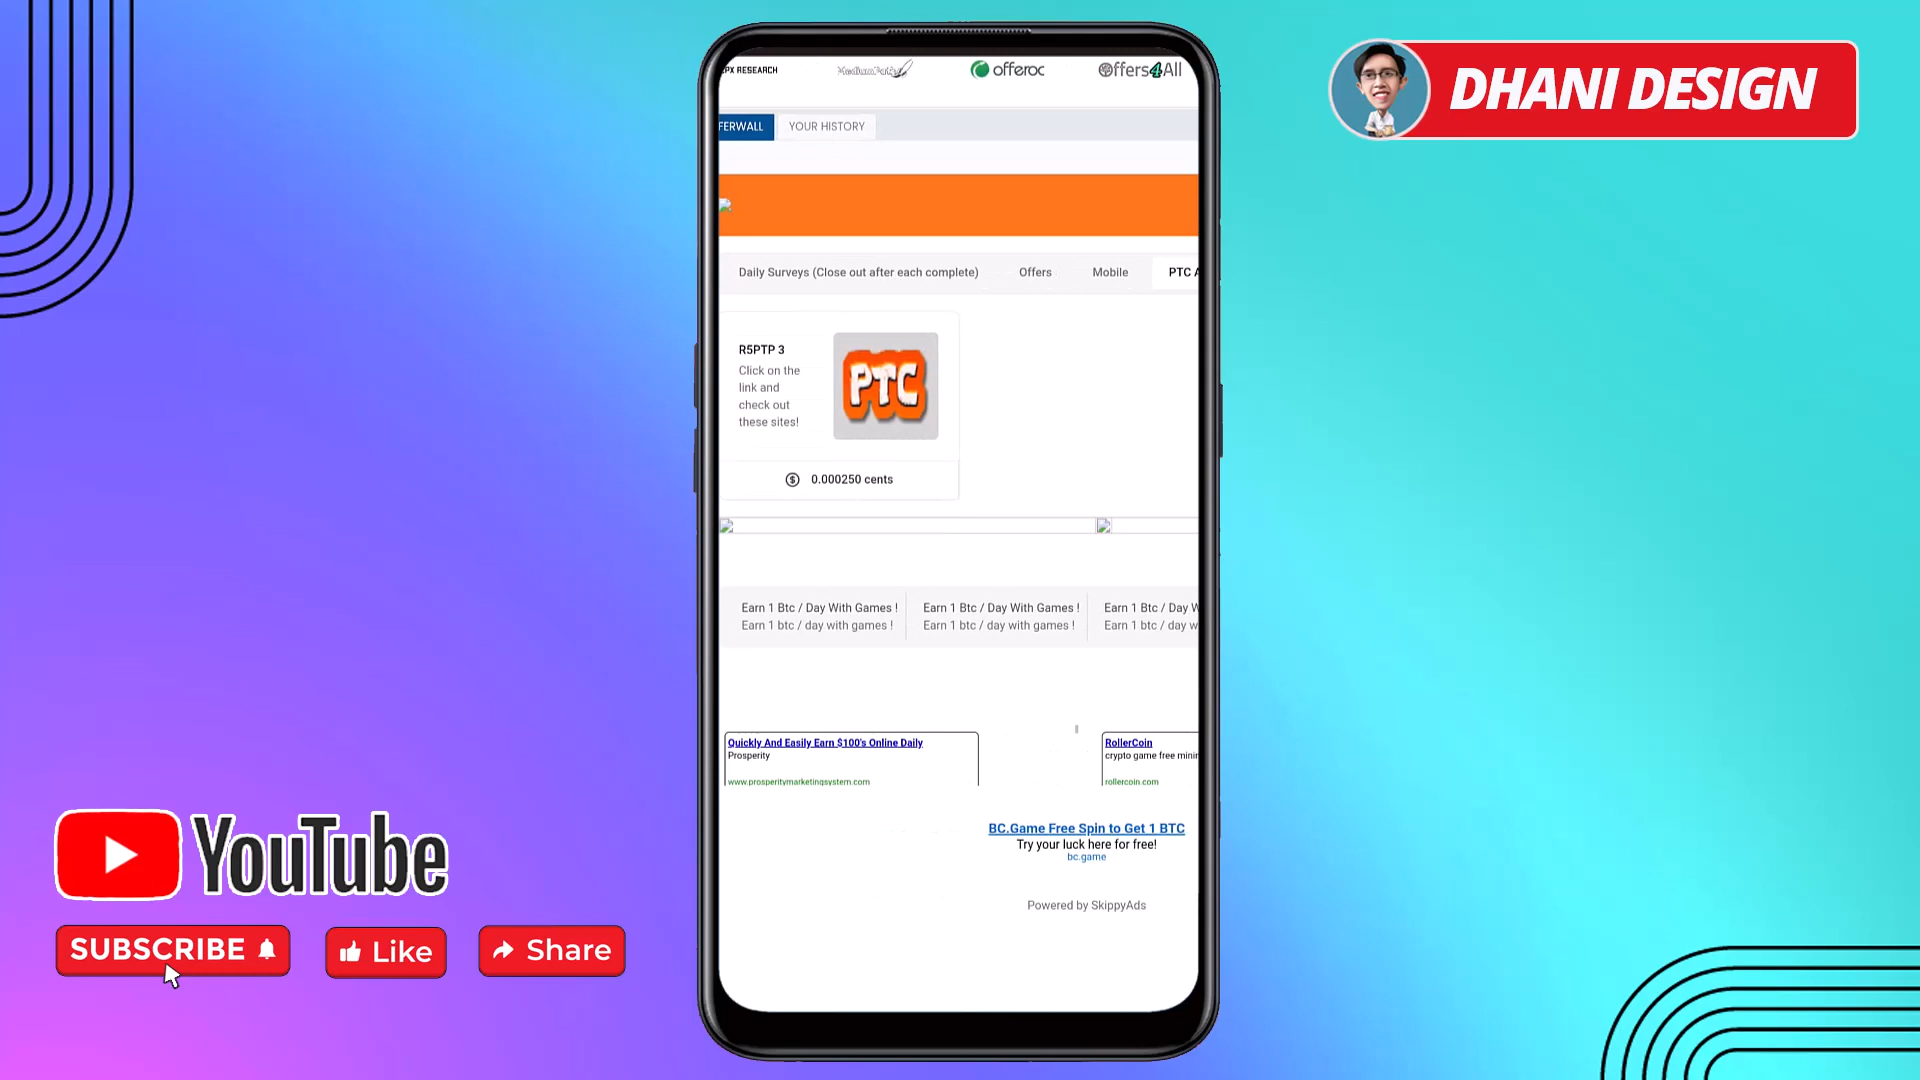 DHANI DESIGN
RESEARCH
offeroc
Offers4All
FERWALL
YOUR HISTORY
Daily Surveys (Close out after each complete)
Offers
Mobile
PTC A
R5PTP 3
Click on the
link and
check out
these sites!
PTC
0.000250 cents
Earn 1 Btc / Day With Games !
Earn 1 btc / day with games !
Earn 1 Btc / Day With Games !
Earn 1 btc / day with games !
Earn 1 Btc / Day W
Earn 1 btc / day w
Quickly And Easily Earn $100's Online Daily
Prosperity
www.prosperitymarketingsystem.com
RollerCoin
crypto game free minin
rollercoin.com
BC.Game Free Spin to Get 1 BTC
Try your luck here for free!
bc.game
Powered by SkippyAds
YouTube
SUBSCRIBE
Like
Share